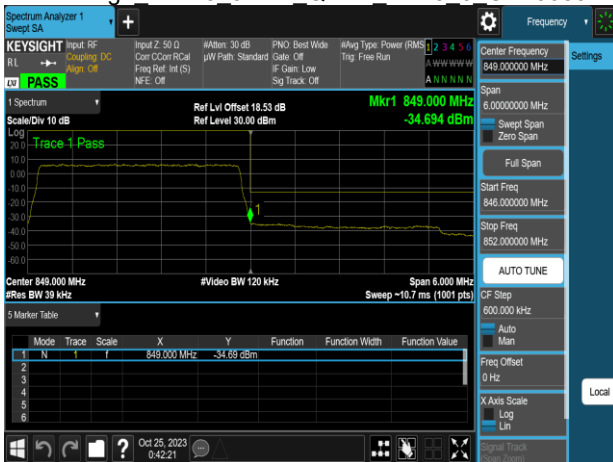 Spectrum Analyzer 1
Swept SA
+
Frequency
KEYSIGHT
RL
PASS
Input: RF
Coupling: DC
Align: Off
Input Z: 50 Ω
Corr CCorr RCal
Freq Ref: Int (S)
NFE: Off
#Atten: 30 dB
µW Path: Standard
PNO: Best Wide
Gate: Off
IF Gain: Low
Sig Track: Off
#Avg Type: Power (RMS)
Trig: Free Run
1 2 3 4 5 6
A W W W W W
A N N N N N
1 Spectrum
Scale/Div 10 dB
Ref Lvl Offset 18.53 dB
Ref Level 30.00 dBm
Mkr1 849.000 MHz
-34.694 dBm
Log
Trace 1 Pass
20.0
10.0
0.00
-10.0
-20.0
-30.0
-40.0
-50.0
-60.0
1
Center 849.000 MHz
#Video BW 120 kHz
Span 6.000 MHz
#Res BW 39 kHz
Sweep ~10.7 ms (1001 pts)
5 Marker Table
Mode Trace Scale X Y Function Function Width Function Value
1 N 1 f 849.000 MHz -34.69 dBm
2
3
4
5
6
Oct 25, 2023
0:42:21
Center Frequency
849.000000 MHz
Settings
Span
6.00000000 MHz
Swept Span
Zero Span
Full Span
Start Freq
846.000000 MHz
Stop Freq
852.000000 MHz
AUTO TUNE
CF Step
600.000 kHz
Auto
Man
Freq Offset
0 Hz
X Axis Scale
Log
Lin
Local
Signal Track
(Span Zoom)